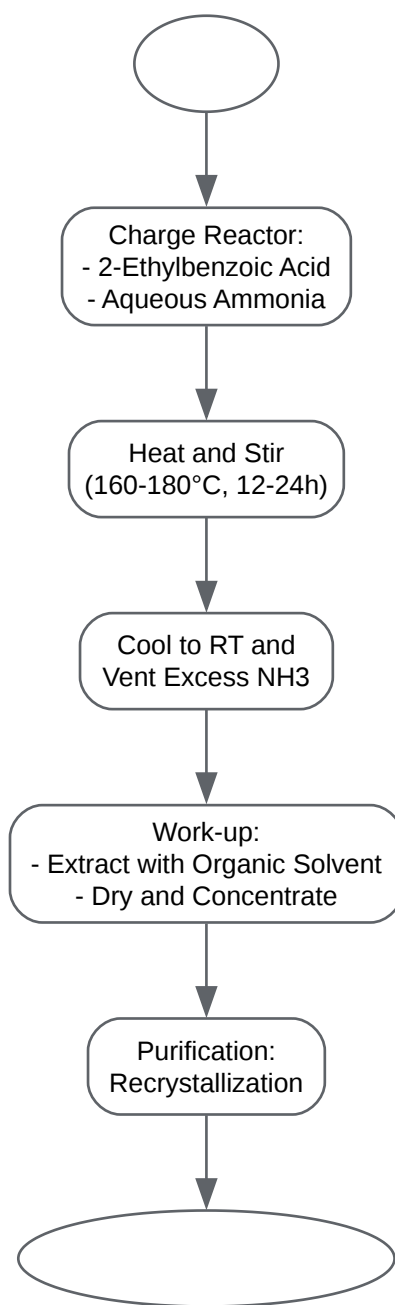 Charge Reactor:
- 2-Ethylbenzoic Acid
- Aqueous Ammonia
Heat and Stir
(160-180°C, 12-24h)
Cool to RT and
Vent Excess NH3
Work-up:
- Extract with Organic Solvent
- Dry and Concentrate
Purification:
Recrystallization